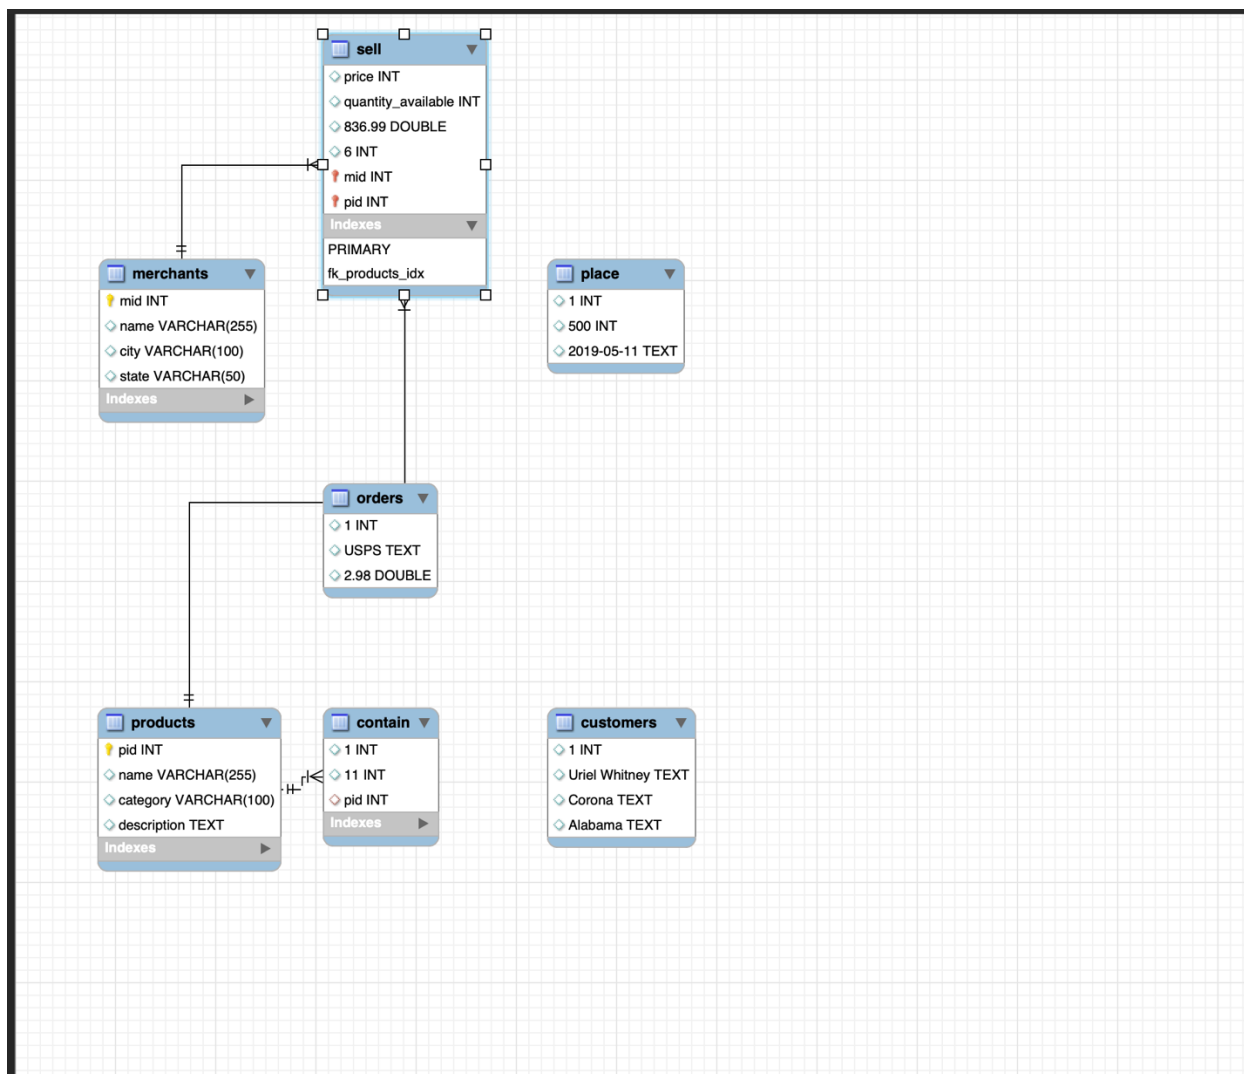 sell
price INT
quantity_available INT
836.99 DOUBLE
6 INT
mid INT
pid INT
Indexes
PRIMARY
fk_products_idx
merchants
mid INT
name VARCHAR(255)
city VARCHAR(100)
state VARCHAR(50)
Indexes
place
1 INT
500 INT
2019-05-11 TEXT
orders
1 INT
USPS TEXT
2.98 DOUBLE
products
pid INT
name VARCHAR(255)
category VARCHAR(100)
description TEXT
Indexes
contain
1 INT
11 INT
pid INT
Indexes
customers
1 INT
Uriel Whitney TEXT
Corona TEXT
Alabama TEXT